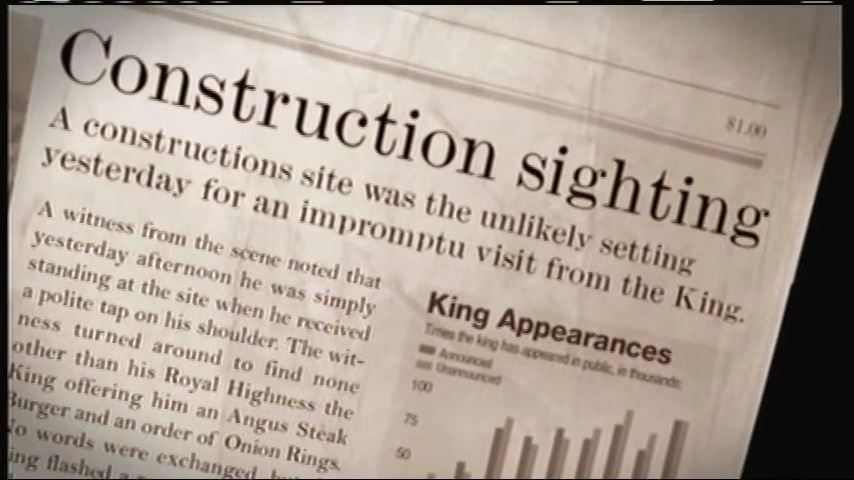 Construction sighting
$1.00
A constructions site was the unlikely setting
yesterday for an impromptu visit from the King.
A witness from the scene noted that
yesterday afternoon he was simply
standing at the site when he received
a polite tap on his shoulder. The wit-
ness turned around to find none
other than his Royal Highness the
King offering him an Angus Steak
Burger and an order of Onion Rings.
No words were exchanged
ing flashed a
King Appearances
Times the king has appeared in public, in thousands
Announced
Unannounced
100
75
50